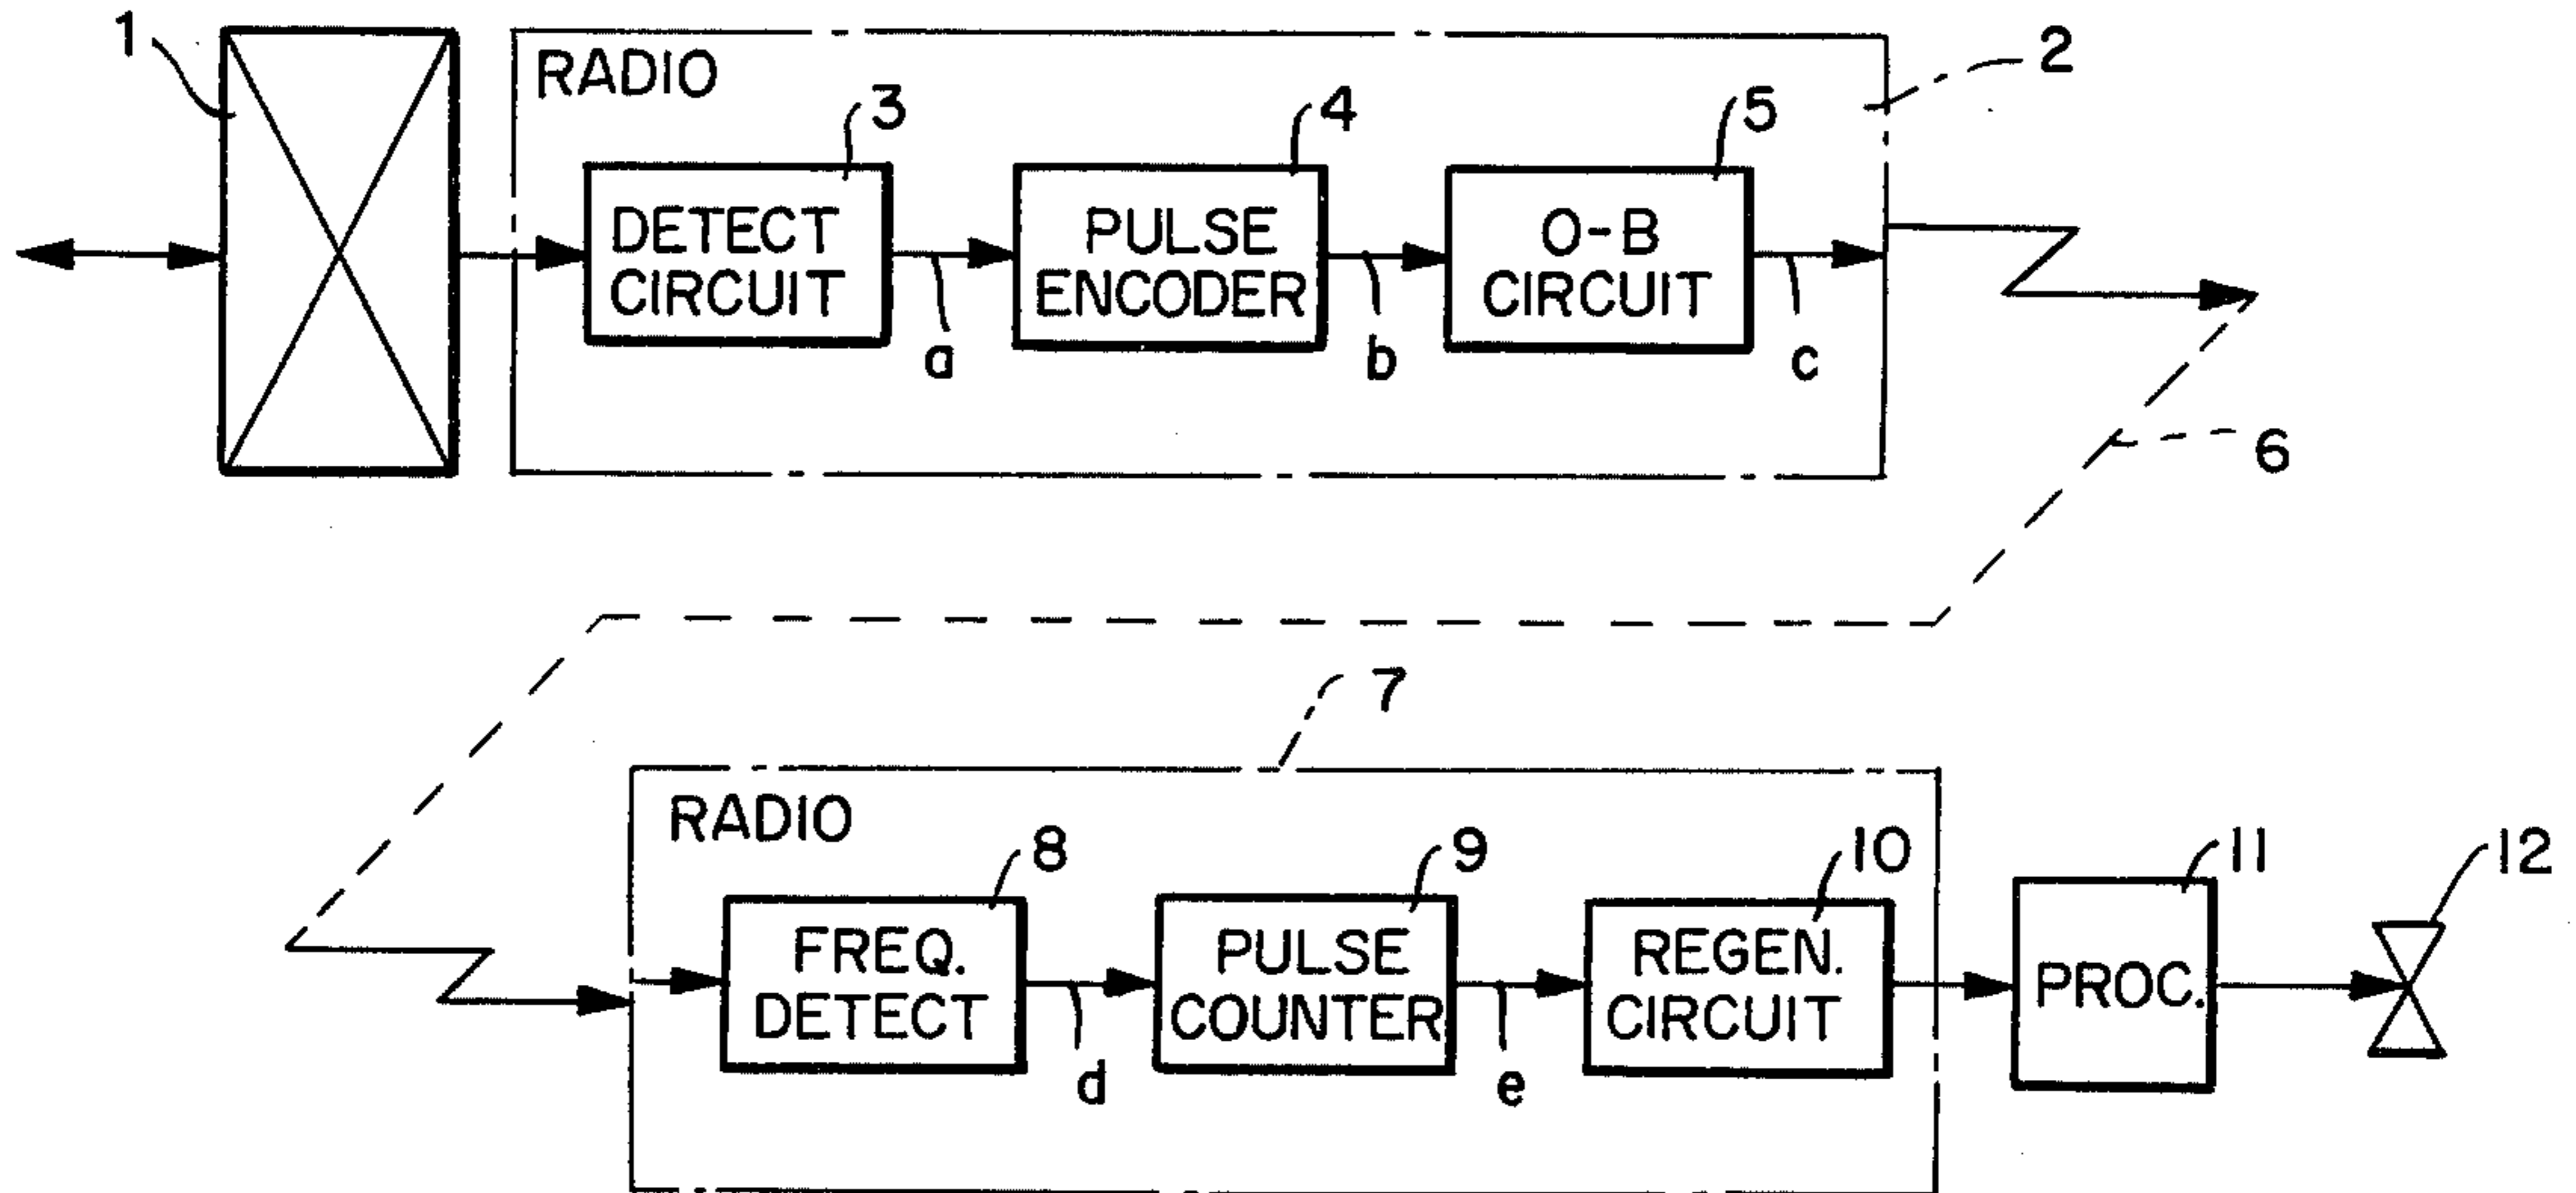 1
RADIO
2
3
4
5
DETECT
CIRCUIT
PULSE
ENCODER
O-B
CIRCUIT
a
b
c
6
7
RADIO
8
9
10
11
12
FREQ.
DETECT
PULSE
COUNTER
REGEN.
CIRCUIT
PROC.
d
e